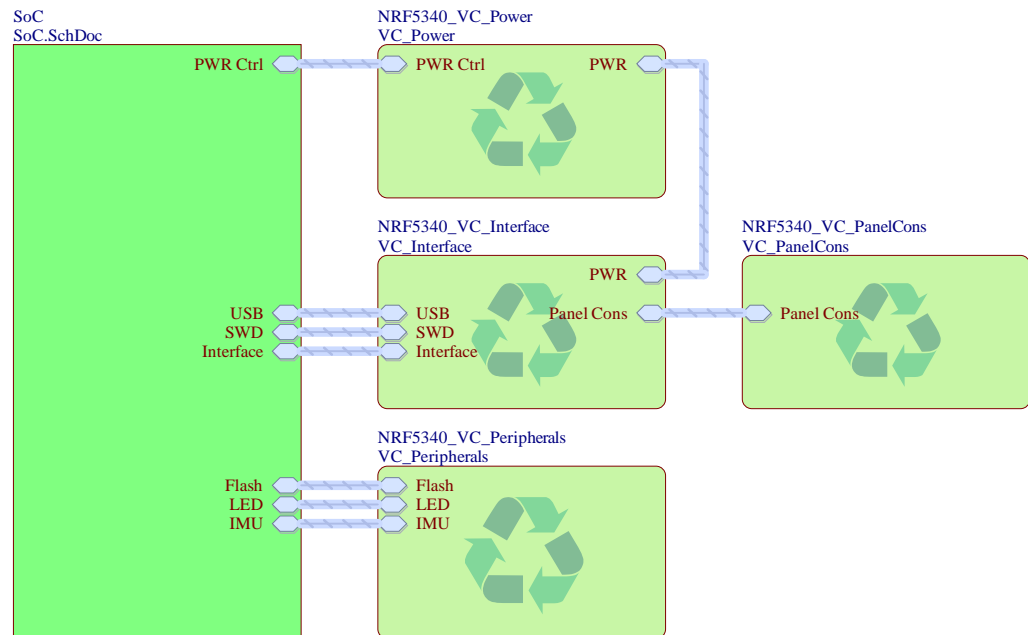 SoC
SoC.SchDoc
PWR Ctrl
NRF5340_VC_Power
VC_Power
PWR Ctrl
PWR
NRF5340_VC_Interface
VC_Interface
PWR
Panel Cons
USB
SWD
Interface
USB
SWD
Interface
NRF5340_VC_PanelCons
VC_PanelCons
Panel Cons
NRF5340_VC_Peripherals
VC_Peripherals
Flash
LED
IMU
Flash
LED
IMU